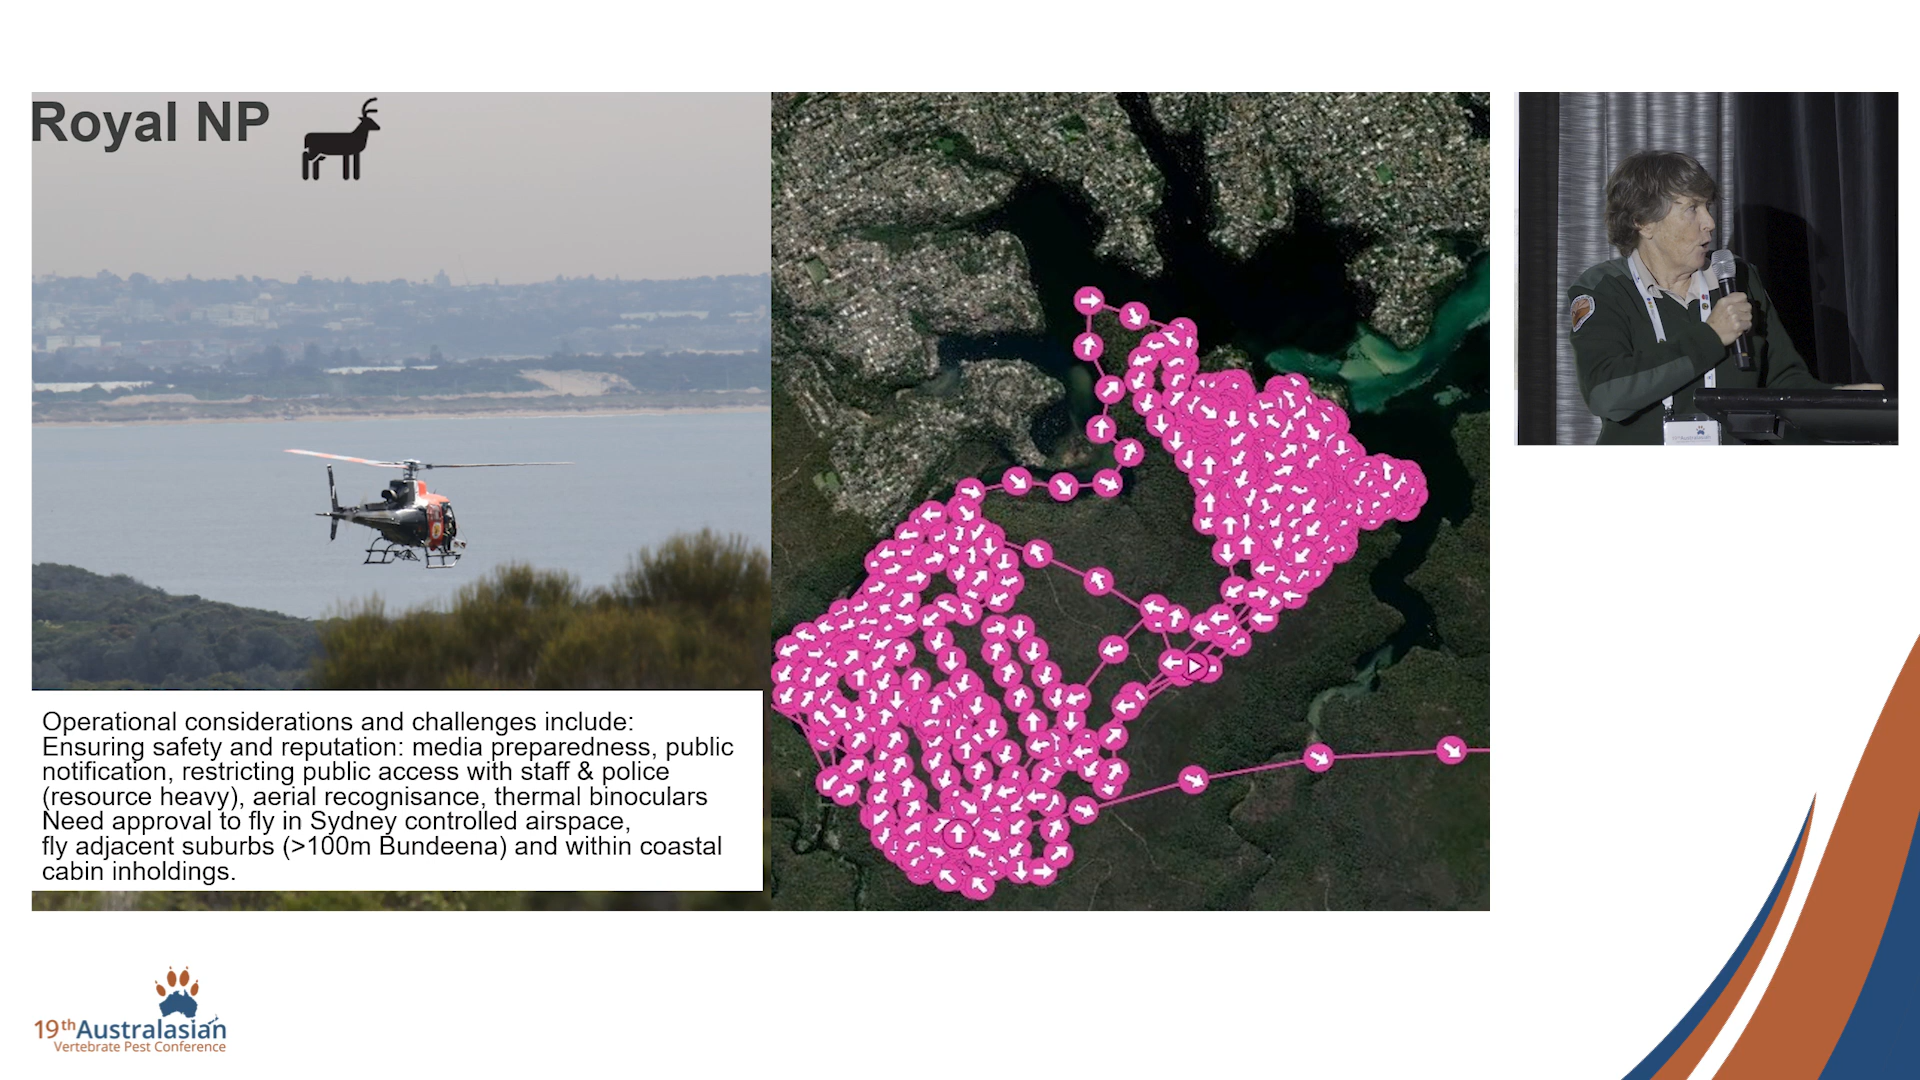 Royal NP
Operational considerations and challenges include:
Ensuring safety and reputation: media preparedness, public
notification, restricting public access with staff & police
(resource heavy), aerial recognisance, thermal binoculars
Need approval to fly in Sydney controlled airspace,
fly adjacent suburbs (>100m Bundeena) and within coastal
cabin inholdings.
19th Australasian
Vertebrate Pest Conference